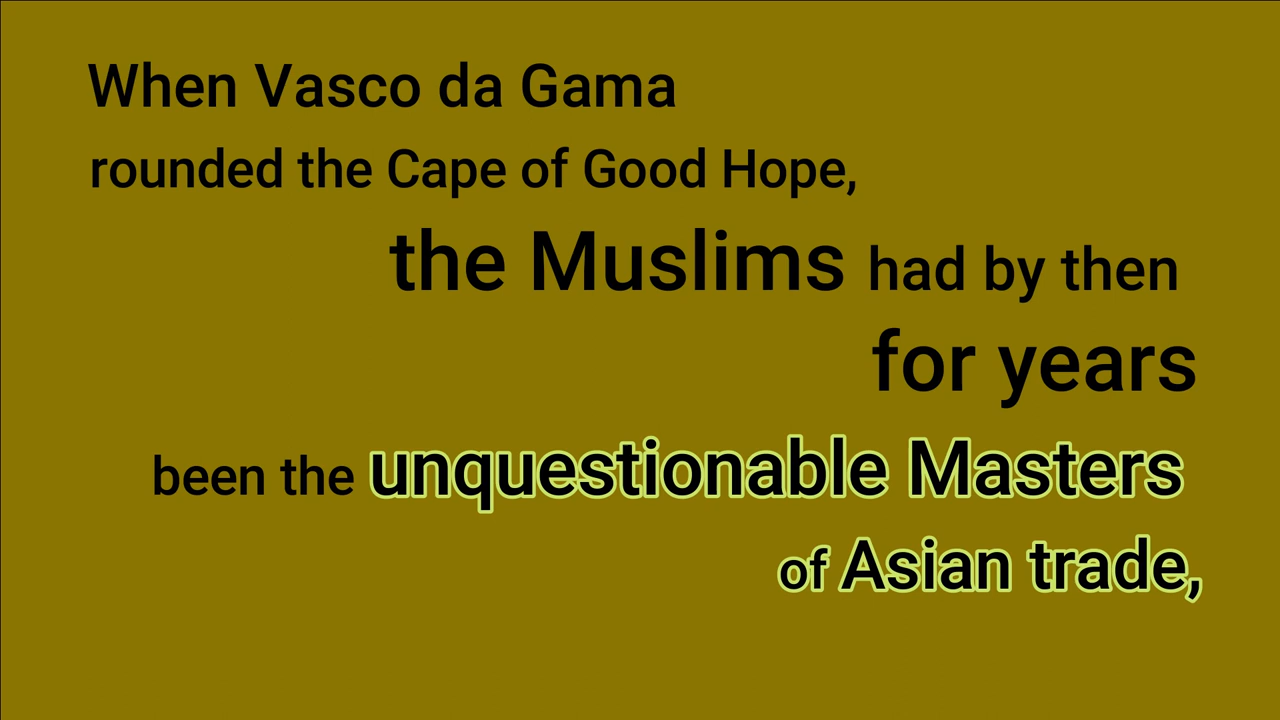 When Vasco da Gama
rounded the Cape of Good Hope,
the Muslims had by then
for years
been the unquestionable Masters
of Asian trade,